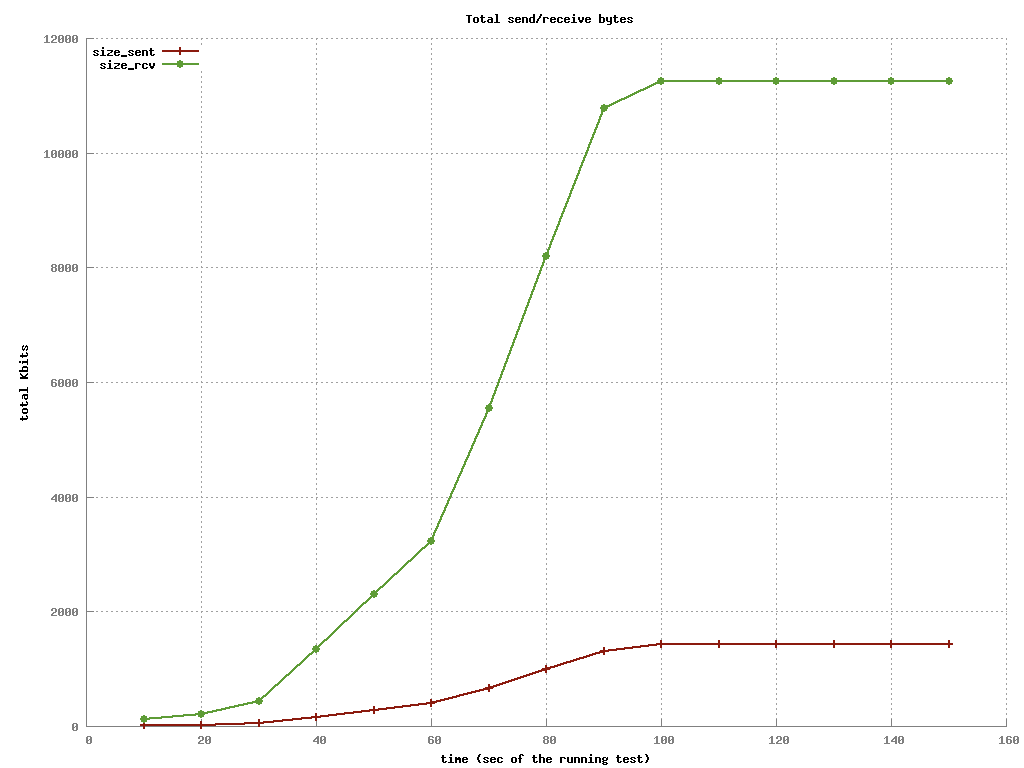 Total send/receive bytes
size_sent
size_rcv
12000
10000
8000
6000
4000
2000
0
total Kbits
0 20 40 60 80 100 120 140 160
time (sec of the running test)